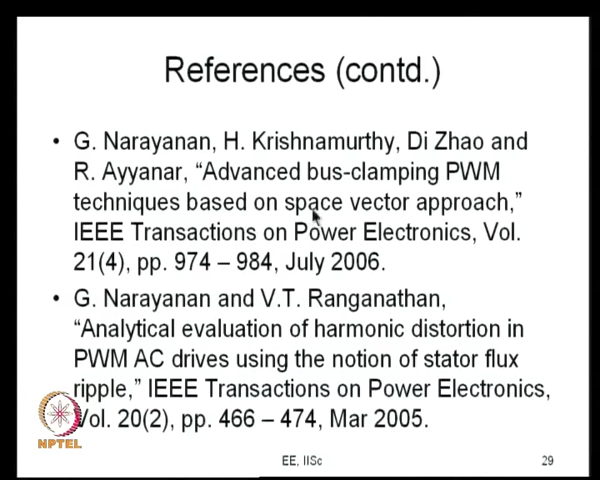 References (contd.)
• G. Narayanan, H. Krishnamurthy, Di Zhao and
R. Ayyanar, “Advanced bus-clamping PWM
techniques based on space vector approach,”
IEEE Transactions on Power Electronics, Vol.
21(4), pp. 974 – 984, July 2006.
• G. Narayanan and V.T. Ranganathan,
“Analytical evaluation of harmonic distortion in
PWM AC drives using the notion of stator flux
ripple,” IEEE Transactions on Power Electronics,
Vol. 20(2), pp. 466 – 474, Mar 2005.
NPTEL
EE, IISc
29